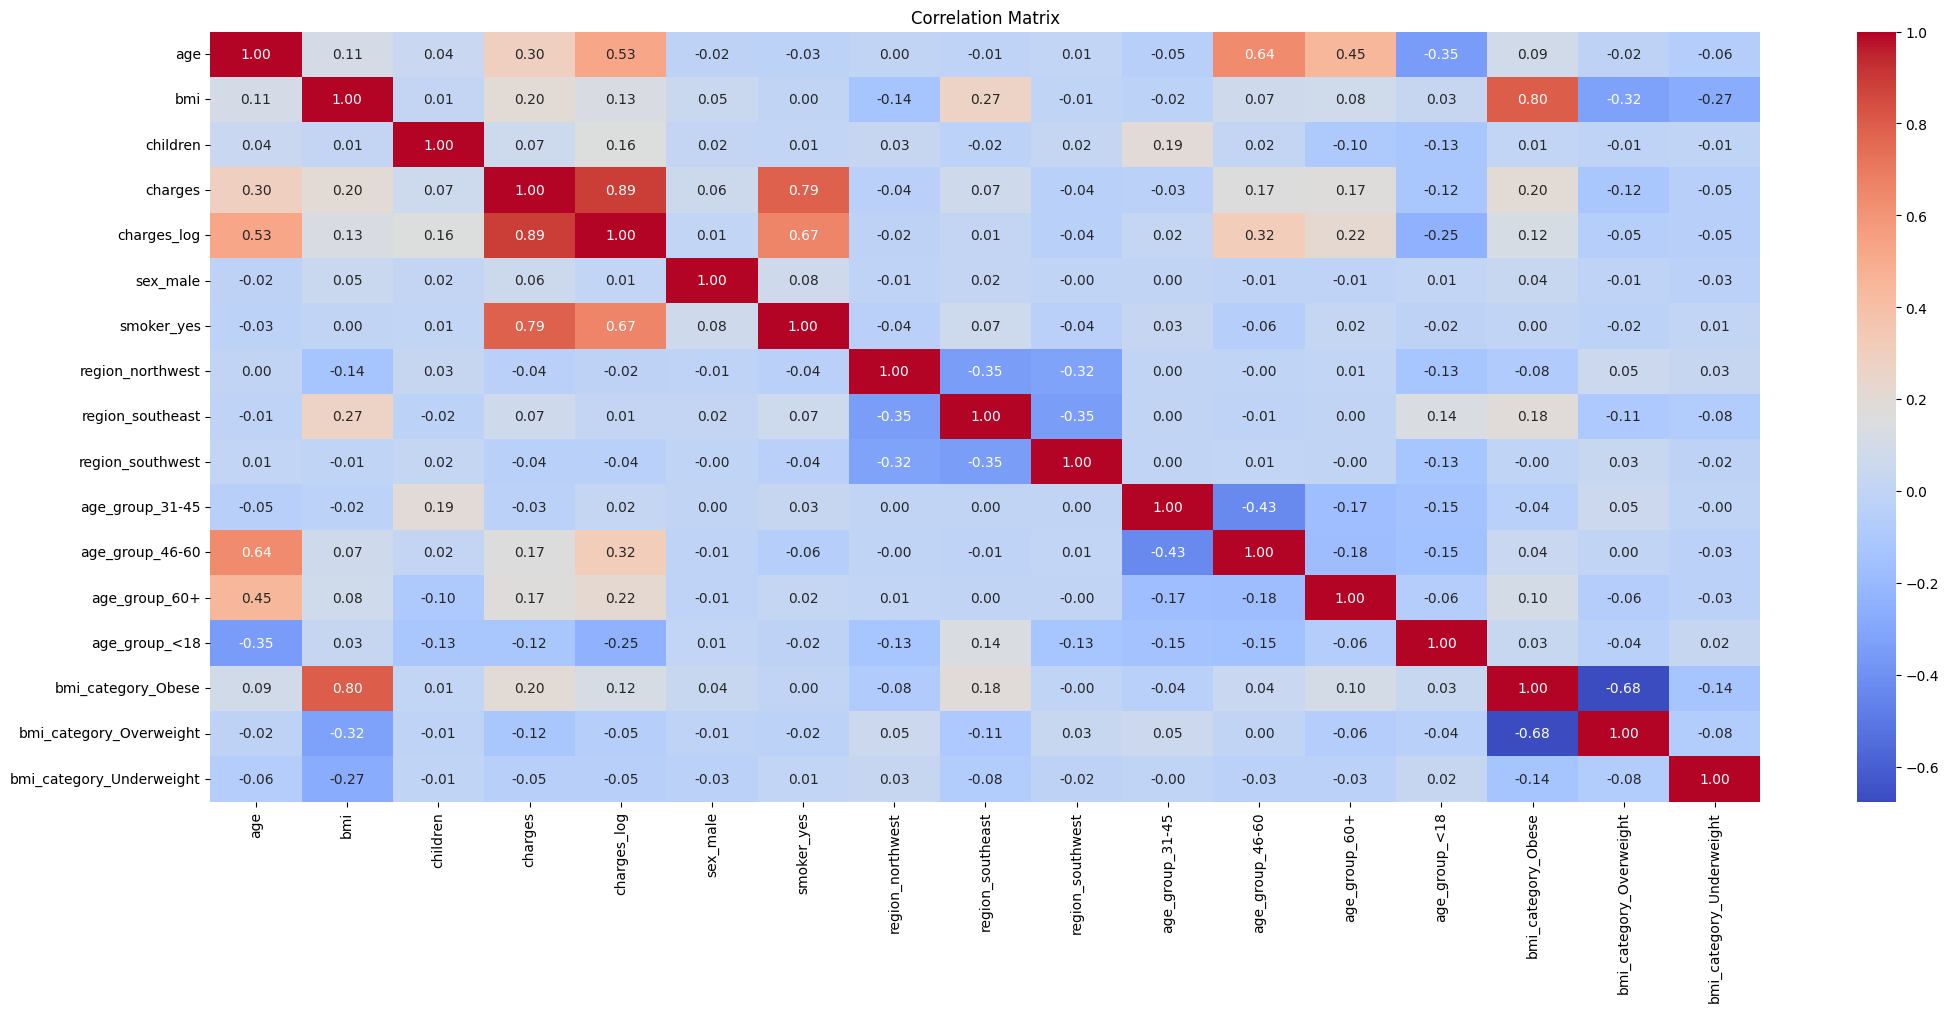 Correlation Matrix
age 1.00 0.11 0.04 0.30 0.53 -0.02 -0.03 0.00 -0.01 0.01 -0.05 0.64 0.45 -0.35 0.09 -0.02 -0.06
bmi 0.11 1.00 0.01 0.20 0.13 0.05 0.00 -0.14 0.27 -0.01 -0.02 0.07 0.08 0.03 0.80 -0.32 -0.27
children 0.04 0.01 1.00 0.07 0.16 0.02 0.01 0.03 -0.02 0.02 0.19 0.02 -0.10 -0.13 0.01 -0.01 -0.01
charges 0.30 0.20 0.07 1.00 0.89 0.06 0.79 -0.04 0.07 -0.04 -0.03 0.17 0.17 -0.12 0.20 -0.12 -0.05
charges_log 0.53 0.13 0.16 0.89 1.00 0.01 0.67 -0.02 0.01 -0.04 0.02 0.32 0.22 -0.25 0.12 -0.05 -0.05
sex_male -0.02 0.05 0.02 0.06 0.01 1.00 0.08 -0.01 0.02 -0.00 0.00 -0.01 -0.01 0.01 0.04 -0.01 -0.03
smoker_yes -0.03 0.00 0.01 0.79 0.67 0.08 1.00 -0.04 0.07 -0.04 0.03 -0.06 0.02 -0.02 0.00 -0.02 0.01
region_northwest 0.00 -0.14 0.03 -0.04 -0.02 -0.01 -0.04 1.00 -0.35 -0.32 0.00 -0.00 0.01 -0.13 -0.08 0.05 0.03
region_southeast -0.01 0.27 -0.02 0.07 0.01 0.02 0.07 -0.35 1.00 -0.35 0.00 -0.01 0.00 0.14 0.18 -0.11 -0.08
region_southwest 0.01 -0.01 0.02 -0.04 -0.04 -0.00 -0.04 -0.32 -0.35 1.00 0.00 0.01 -0.00 -0.13 -0.00 0.03 -0.02
age_group_31-45 -0.05 -0.02 0.19 -0.03 0.02 0.00 0.03 0.00 0.00 0.00 1.00 -0.43 -0.17 -0.15 -0.04 0.05 -0.00
age_group_46-60 0.64 0.07 0.02 0.17 0.32 -0.01 -0.06 -0.00 -0.01 0.01 -0.43 1.00 -0.18 -0.15 0.04 0.00 -0.03
age_group_60+ 0.45 0.08 -0.10 0.17 0.22 -0.01 0.02 0.01 0.00 -0.00 -0.17 -0.18 1.00 -0.06 0.10 -0.06 -0.03
age_group_<18 -0.35 0.03 -0.13 -0.12 -0.25 0.01 -0.02 -0.13 0.14 -0.13 -0.15 -0.15 -0.06 1.00 0.03 -0.04 0.02
bmi_category_Obese 0.09 0.80 0.01 0.20 0.12 0.04 0.00 -0.08 0.18 -0.00 -0.04 0.04 0.10 0.03 1.00 -0.68 -0.14
bmi_category_Overweight -0.02 -0.32 -0.01 -0.12 -0.05 -0.01 -0.02 0.05 -0.11 0.03 0.05 0.00 -0.06 -0.04 -0.68 1.00 -0.08
bmi_category_Underweight -0.06 -0.27 -0.01 -0.05 -0.05 -0.03 0.01 0.03 -0.08 -0.02 -0.00 -0.03 -0.03 0.02 -0.14 -0.08 1.00
age
bmi
children
charges
charges_log
sex_male
smoker_yes
region_northwest
region_southeast
region_southwest
age_group_31-45
age_group_46-60
age_group_60+
age_group_<18
bmi_category_Obese
bmi_category_Overweight
bmi_category_Underweight
1.0
0.8
0.6
0.4
0.2
0.0
−0.2
−0.4
−0.6